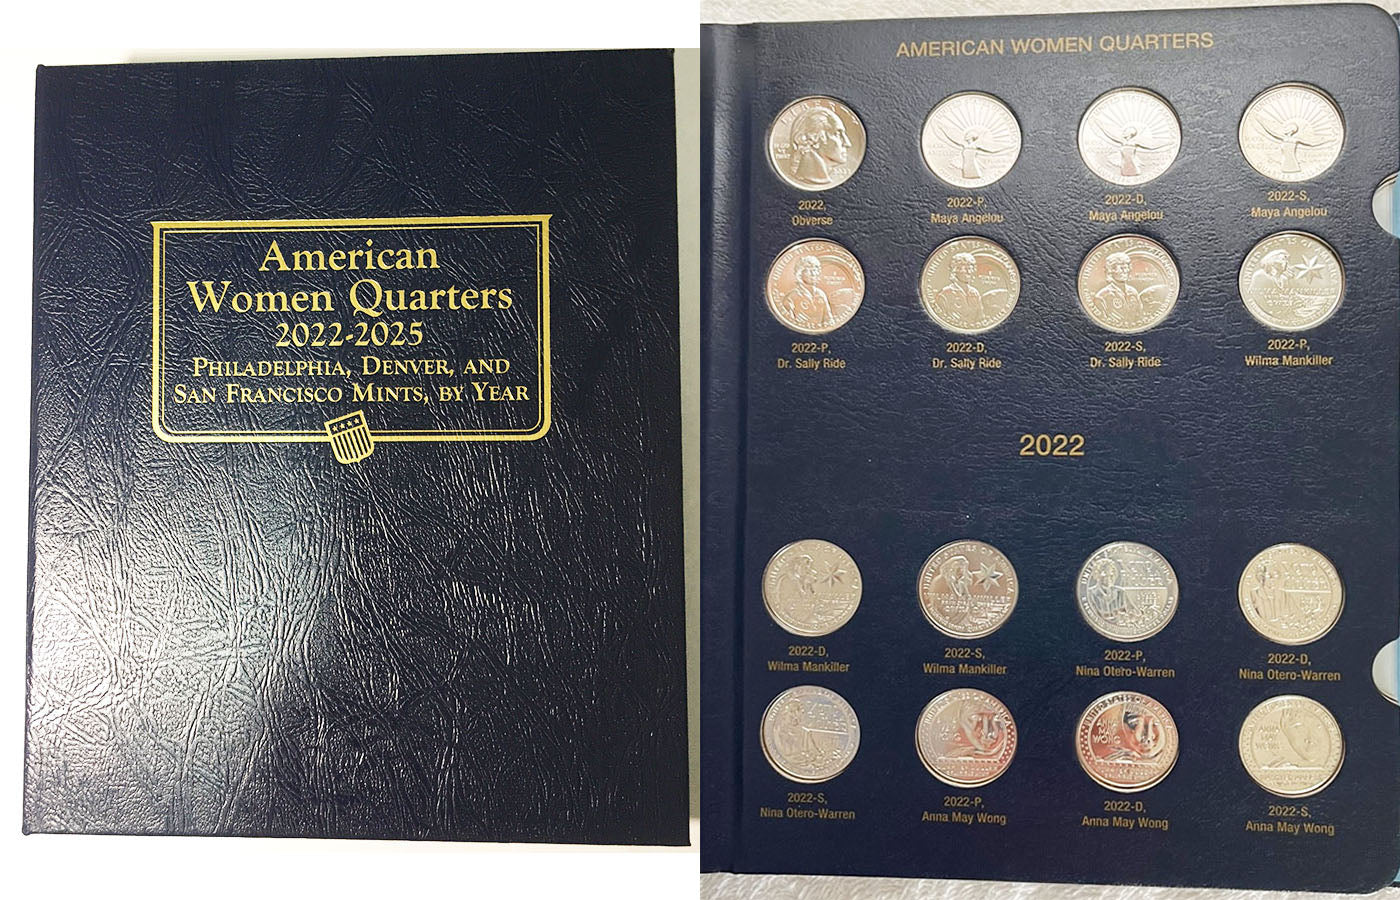 American
Women Quarters
2022-2025
PHILADELPHIA, DENVER, AND
SAN FRANCISCO MINTS, BY YEAR
AMERICAN WOMEN QUARTERS
2022,
Obverse
2022-P,
Maya Angelou
2022-D,
Maya Angelou
2022-S,
Maya Angelou
2022-P,
Dr. Sally Ride
2022-D,
Dr. Sally Ride
2022-S,
Dr. Sally Ride
2022-P,
Wilma Mankiller
2022
2022-D,
Wilma Mankiller
2022-S,
Wilma Mankiller
2022-P,
Nina Otero-Warren
2022-D,
Nina Otero-Warren
2022-S,
Nina Otero-Warren
2022-P,
Anna May Wong
2022-D,
Anna May Wong
2022-S,
Anna May Wong